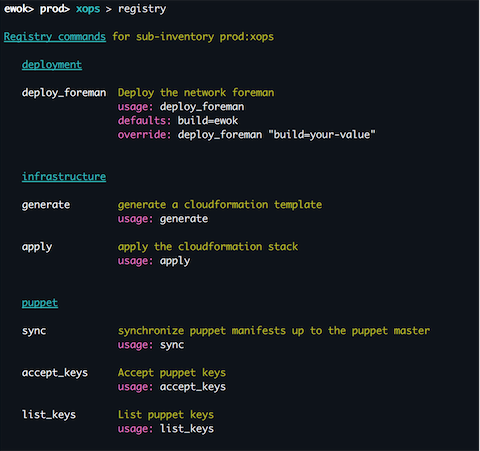 ewok> prod> xops > registry
Registry commands for sub-inventory prod:xops
deployment
deploy_foreman Deploy the network foreman
usage: deploy_foreman
defaults: build=ewok
override: deploy_foreman "build=your-value"
infrastructure
generate generate a cloudformation template
usage: generate
apply apply the cloudformation stack
usage: apply
puppet
sync synchronize puppet manifests up to the puppet master
usage: sync
accept_keys Accept puppet keys
usage: accept_keys
list_keys List puppet keys
usage: list_keys